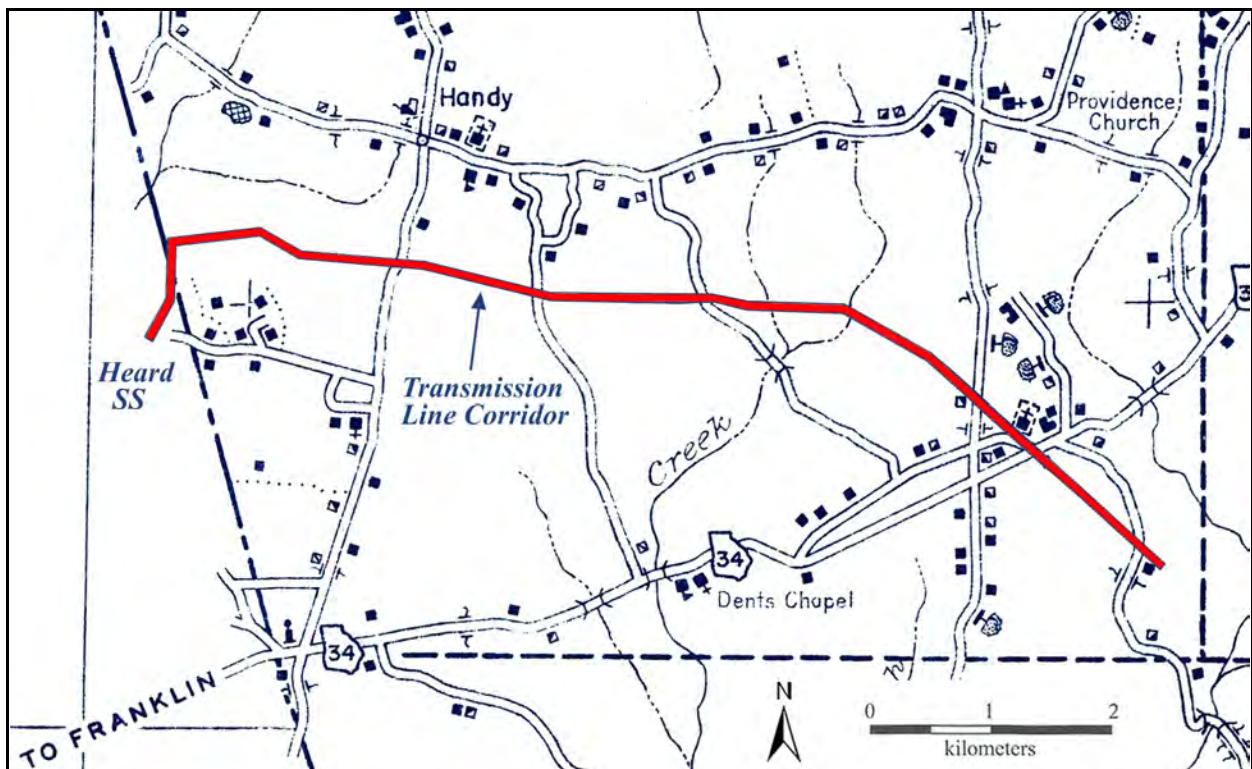 Handy
Providence
Church
Heard
SS
Transmission
Line Corridor
Creek
34
Dents Chapel
34
TO FRANKLIN
N
0 1 2
kilometers